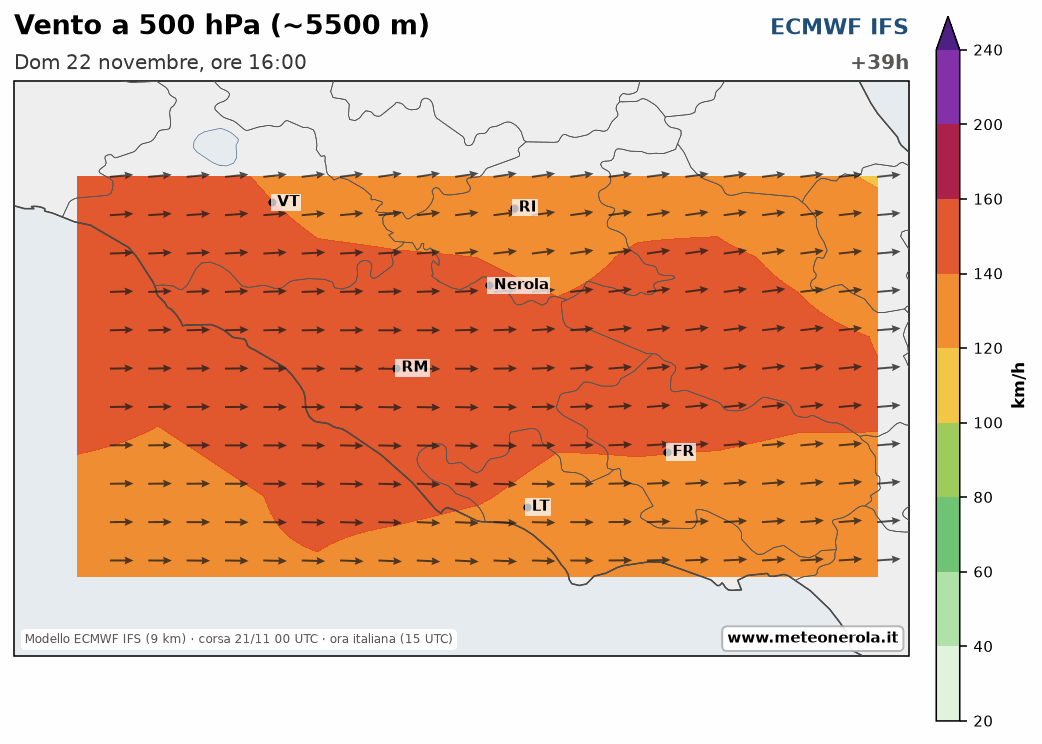 Vento a 500 hPa (~5500 m)
ECMWF IFS
Dom 22 novembre, ore 16:00
+39h
VT
RI
Nerola
RM
FR
LT
240
200
160
140
120
100
80
60
40
20
km/h
Modello ECMWF IFS (9 km) · corsa 21/11 00 UTC · ora italiana (15 UTC)
www.meteonerola.it